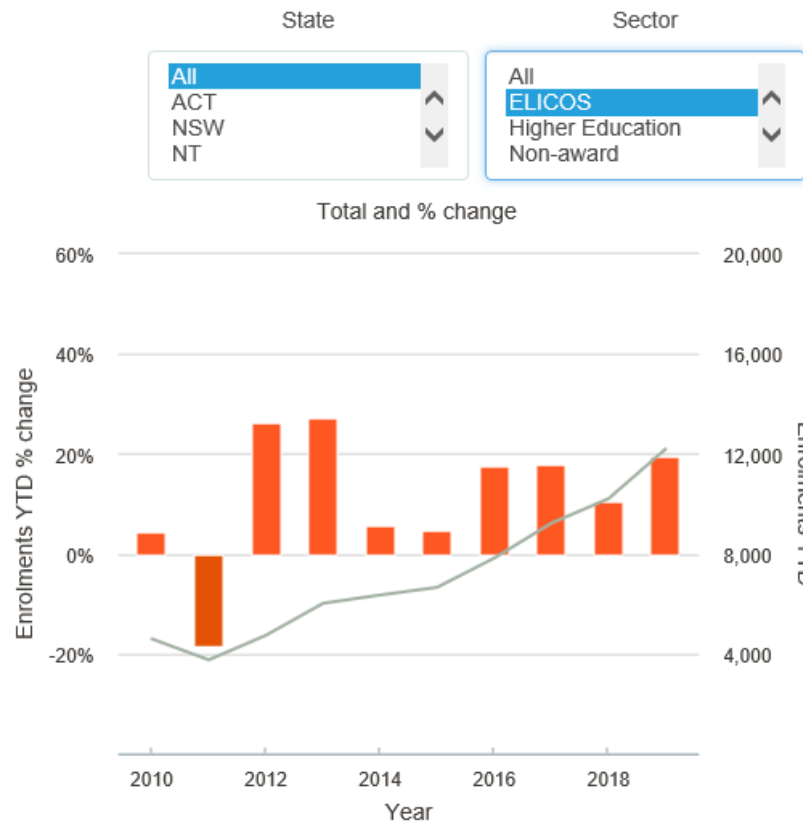 State
Sector
All
ACT
NSW
NT
All
ELICOS
Higher Education
Non-award
Total and % change
60%
40%
20%
0%
-20%
Enrolments YTD % change
20,000
16,000
12,000
8,000
4,000
2010
2012
2014
2016
2018
Year